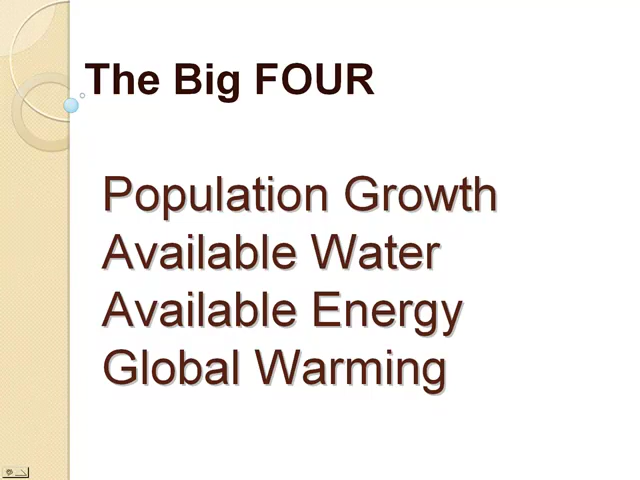 The Big FOUR
Population Growth
Available Water
Available Energy
Global Warming